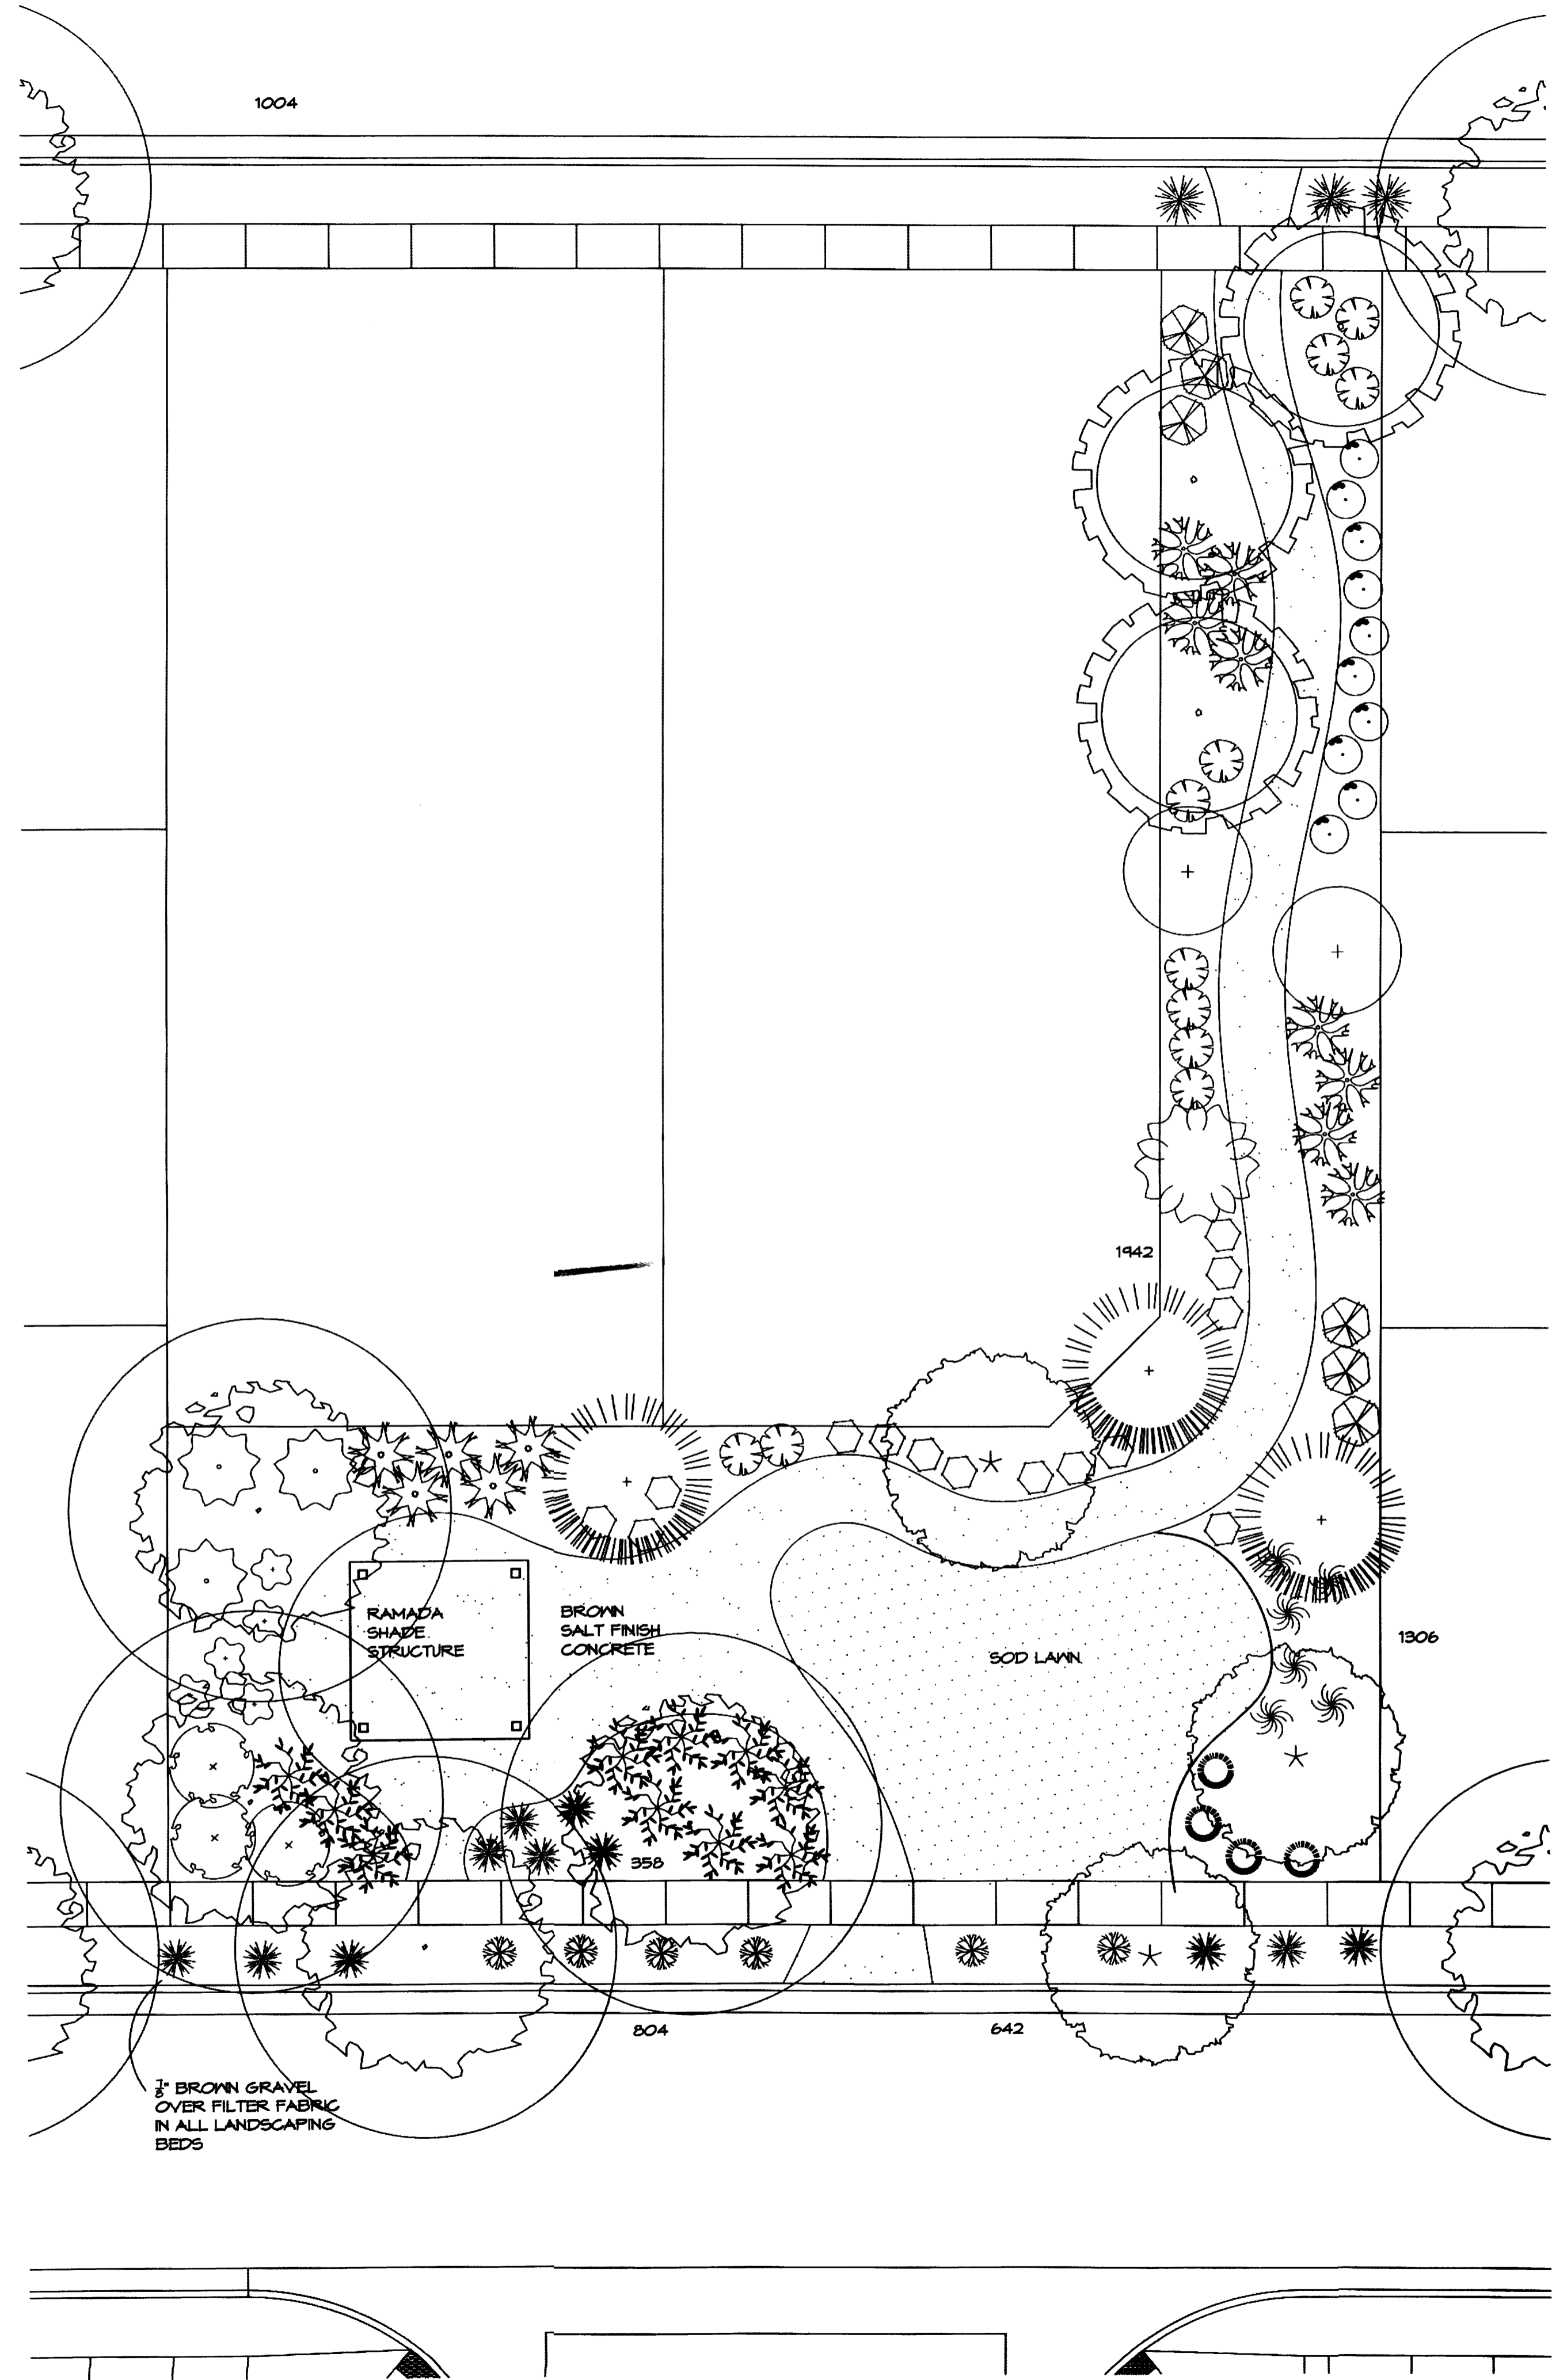 1004
1942
RAMADA
SHADE
STRUCTURE
BROWN
SALT FINISH
CONCRETE
SOD LAWN
1306
358
804
642
7/8" BROWN GRAVEL
OVER FILTER FABRIC
IN ALL LANDSCAPING
BEDS